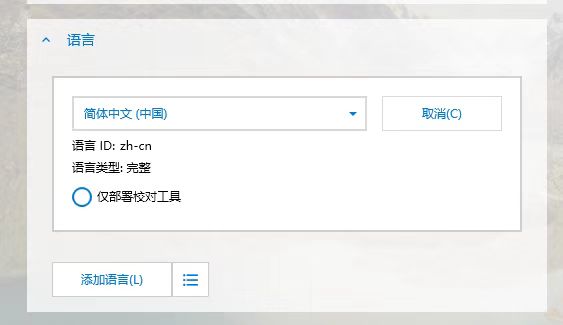 语言
简体中文 (中国)
取消(C)
语言 ID: zh-cn
语言类型: 完整
仅部署校对工具
添加语言(L)